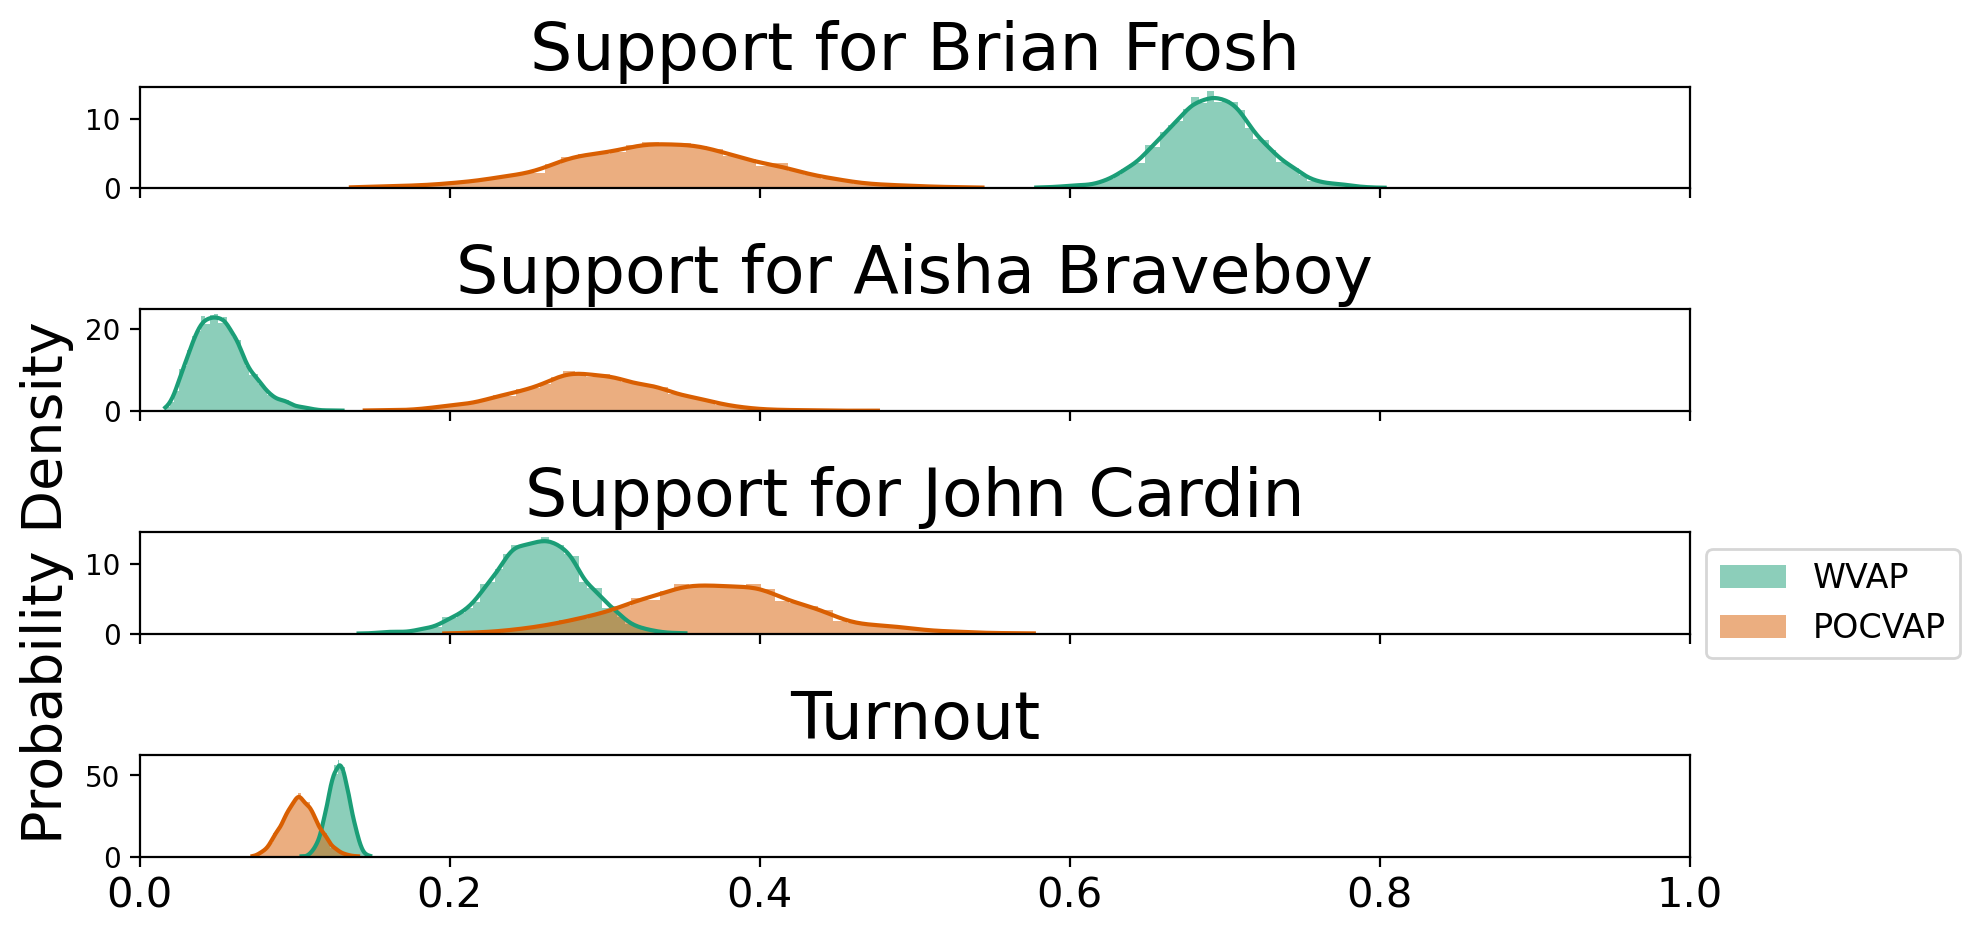 Support for Brian Frosh
10
0
Support for Aisha Braveboy
20
0
Support for John Cardin
10
0
Turnout
50
0
0.0 0.2 0.4 0.6 0.8 1.0
Probability Density
WVAP
POCVAP